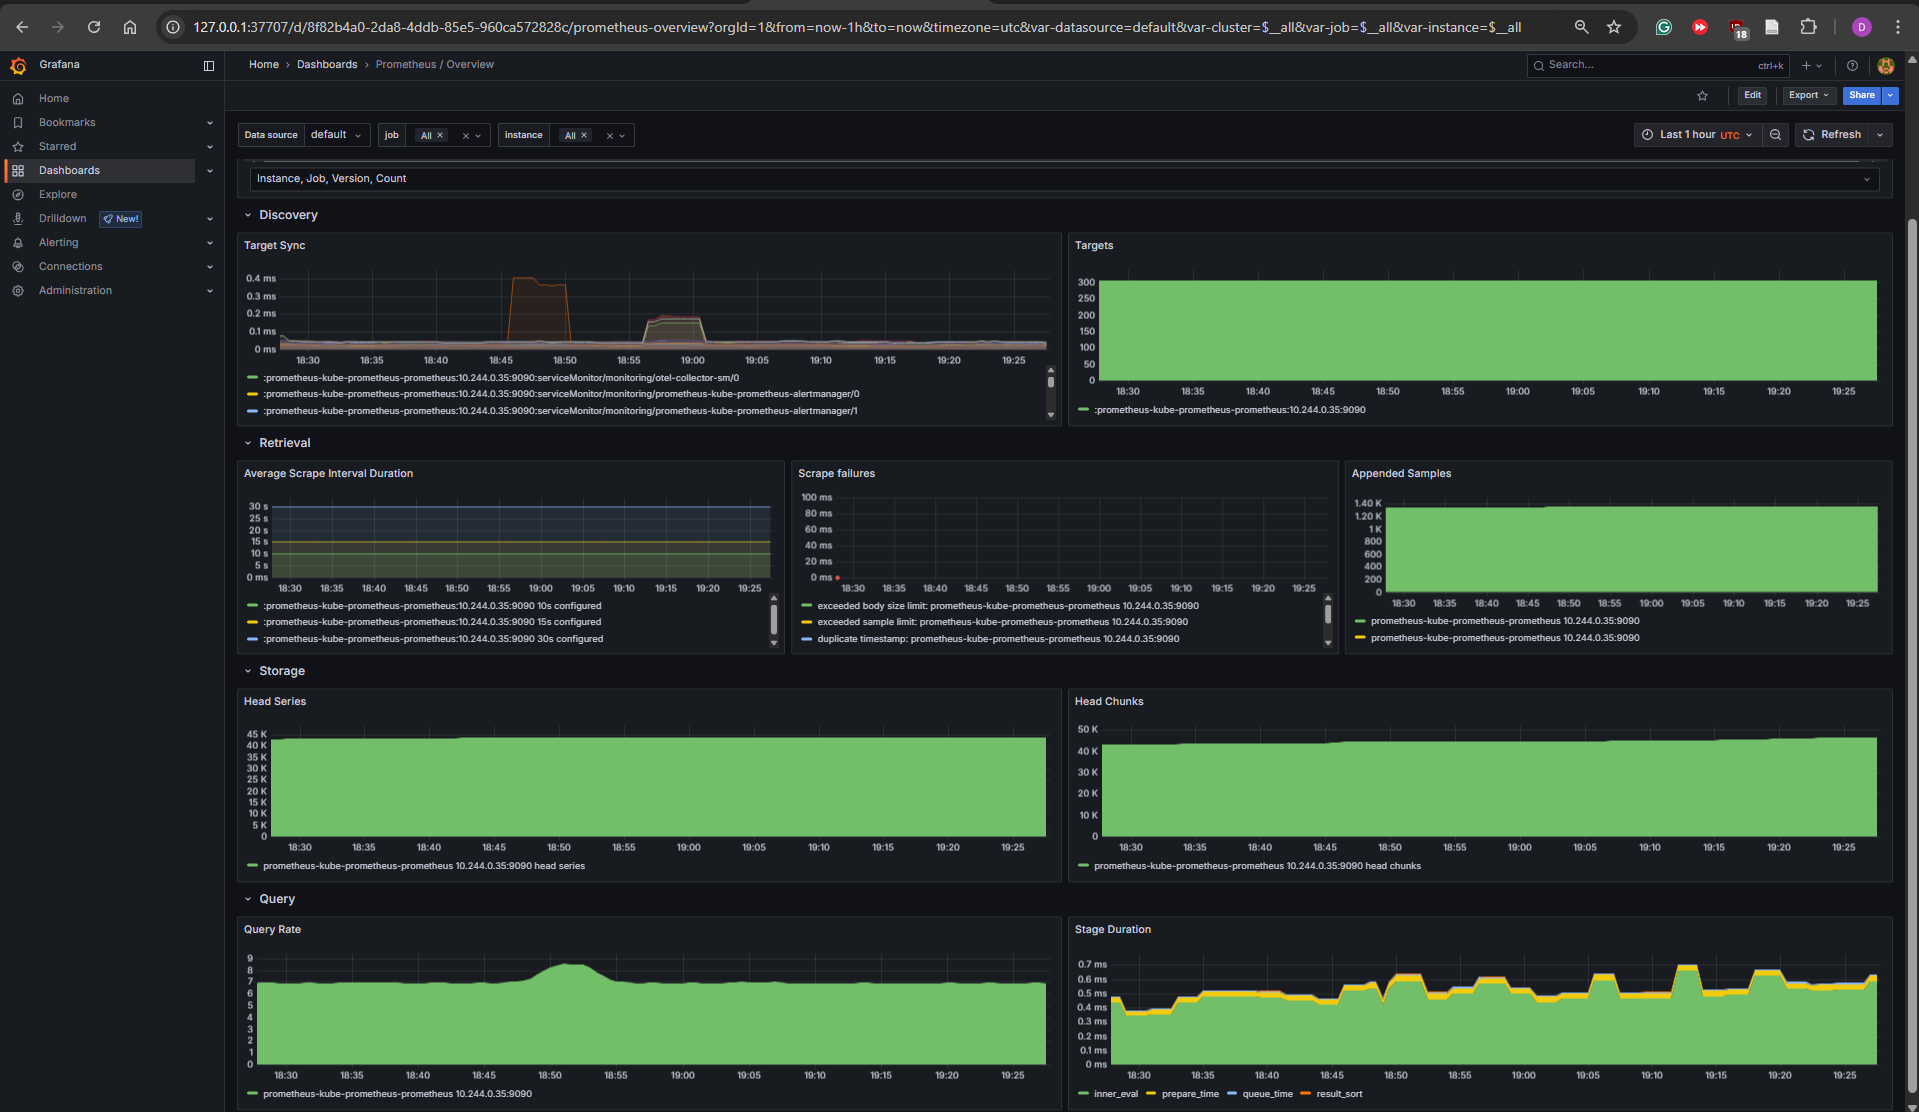 127.0.0.1:37707/d/8f82b4a0-2da8-4ddb-85e5-960ca572828c/prometheus-overview?orgId=1&from=now-1h&to=now&timezone=utc&var-datasource=default&var-cluster=$__all&var-job=$__all&var-instance=$__all
18
D
Grafana
Home › Dashboards › Prometheus / Overview
Search...
ctrl+k
Edit
Export
Share
Home
Bookmarks
Starred
Dashboards
Explore
Drilldown New!
Alerting
Connections
Administration
Data source default job All × instance All ×
Last 1 hour UTC
Refresh
Instance, Job, Version, Count
Discovery
Target Sync
0.4 ms
0.3 ms
0.2 ms
0.1 ms
0 ms
18:30 18:35 18:40 18:45 18:50 18:55 19:00 19:05 19:10 19:15 19:20 19:25
:prometheus-kube-prometheus-prometheus:10.244.0.35:9090:serviceMonitor/monitoring/otel-collector-sm/0
:prometheus-kube-prometheus-prometheus:10.244.0.35:9090:serviceMonitor/monitoring/prometheus-kube-prometheus-alertmanager/0
:prometheus-kube-prometheus-prometheus:10.244.0.35:9090:serviceMonitor/monitoring/prometheus-kube-prometheus-alertmanager/1
Targets
300
250
200
150
100
50
0
18:30 18:35 18:40 18:45 18:50 18:55 19:00 19:05 19:10 19:15 19:20 19:25
:prometheus-kube-prometheus-prometheus:10.244.0.35:9090
Retrieval
Average Scrape Interval Duration
30 s
25 s
20 s
15 s
10 s
5 s
0 ms
18:30 18:35 18:40 18:45 18:50 18:55 19:00 19:05 19:10 19:15 19:20 19:25
:prometheus-kube-prometheus-prometheus:10.244.0.35:9090 10s configured
:prometheus-kube-prometheus-prometheus:10.244.0.35:9090 15s configured
:prometheus-kube-prometheus-prometheus:10.244.0.35:9090 30s configured
Scrape failures
100 ms
80 ms
60 ms
40 ms
20 ms
0 ms
18:30 18:35 18:40 18:45 18:50 18:55 19:00 19:05 19:10 19:15 19:20 19:25
exceeded body size limit: prometheus-kube-prometheus-prometheus 10.244.0.35:9090
exceeded sample limit: prometheus-kube-prometheus-prometheus 10.244.0.35:9090
duplicate timestamp: prometheus-kube-prometheus-prometheus 10.244.0.35:9090
Appended Samples
1.40 K
1.20 K
1 K
800
600
400
200
0
18:30 18:35 18:40 18:45 18:50 18:55 19:00 19:05 19:10 19:15 19:20 19:25
prometheus-kube-prometheus-prometheus 10.244.0.35:9090
prometheus-kube-prometheus-prometheus 10.244.0.35:9090
Storage
Head Series
45 K
40 K
35 K
30 K
25 K
20 K
15 K
10 K
5 K
0
18:30 18:35 18:40 18:45 18:50 18:55 19:00 19:05 19:10 19:15 19:20 19:25
prometheus-kube-prometheus-prometheus 10.244.0.35:9090 head series
Head Chunks
50 K
40 K
30 K
20 K
10 K
0
18:30 18:35 18:40 18:45 18:50 18:55 19:00 19:05 19:10 19:15 19:20 19:25
prometheus-kube-prometheus-prometheus 10.244.0.35:9090 head chunks
Query
Query Rate
9
8
7
6
5
4
3
2
1
0
18:30 18:35 18:40 18:45 18:50 18:55 19:00 19:05 19:10 19:15 19:20 19:25
prometheus-kube-prometheus-prometheus 10.244.0.35:9090
Stage Duration
0.7 ms
0.6 ms
0.5 ms
0.4 ms
0.3 ms
0.2 ms
0.1 ms
0 ms
18:30 18:35 18:40 18:45 18:50 18:55 19:00 19:05 19:10 19:15 19:20 19:25
inner_eval prepare_time queue_time result_sort